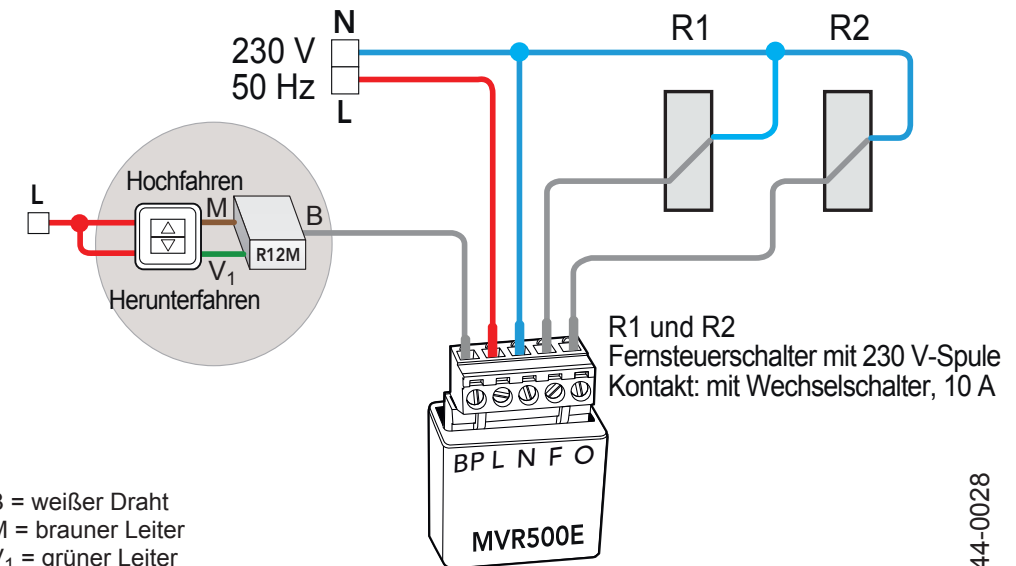 N
R1 R2
230 V
50 Hz
L
Hochfahren
L
M
B
R12M
V₁
Herunterfahren
R1 und R2
Fernsteuerschalter mit 230 V-Spule
Kontakt: mit Wechselschalter, 10 A
BP L N F O
MVR500E
= weißer Draht
= brauner Leiter
= grüner Leiter
44-0028